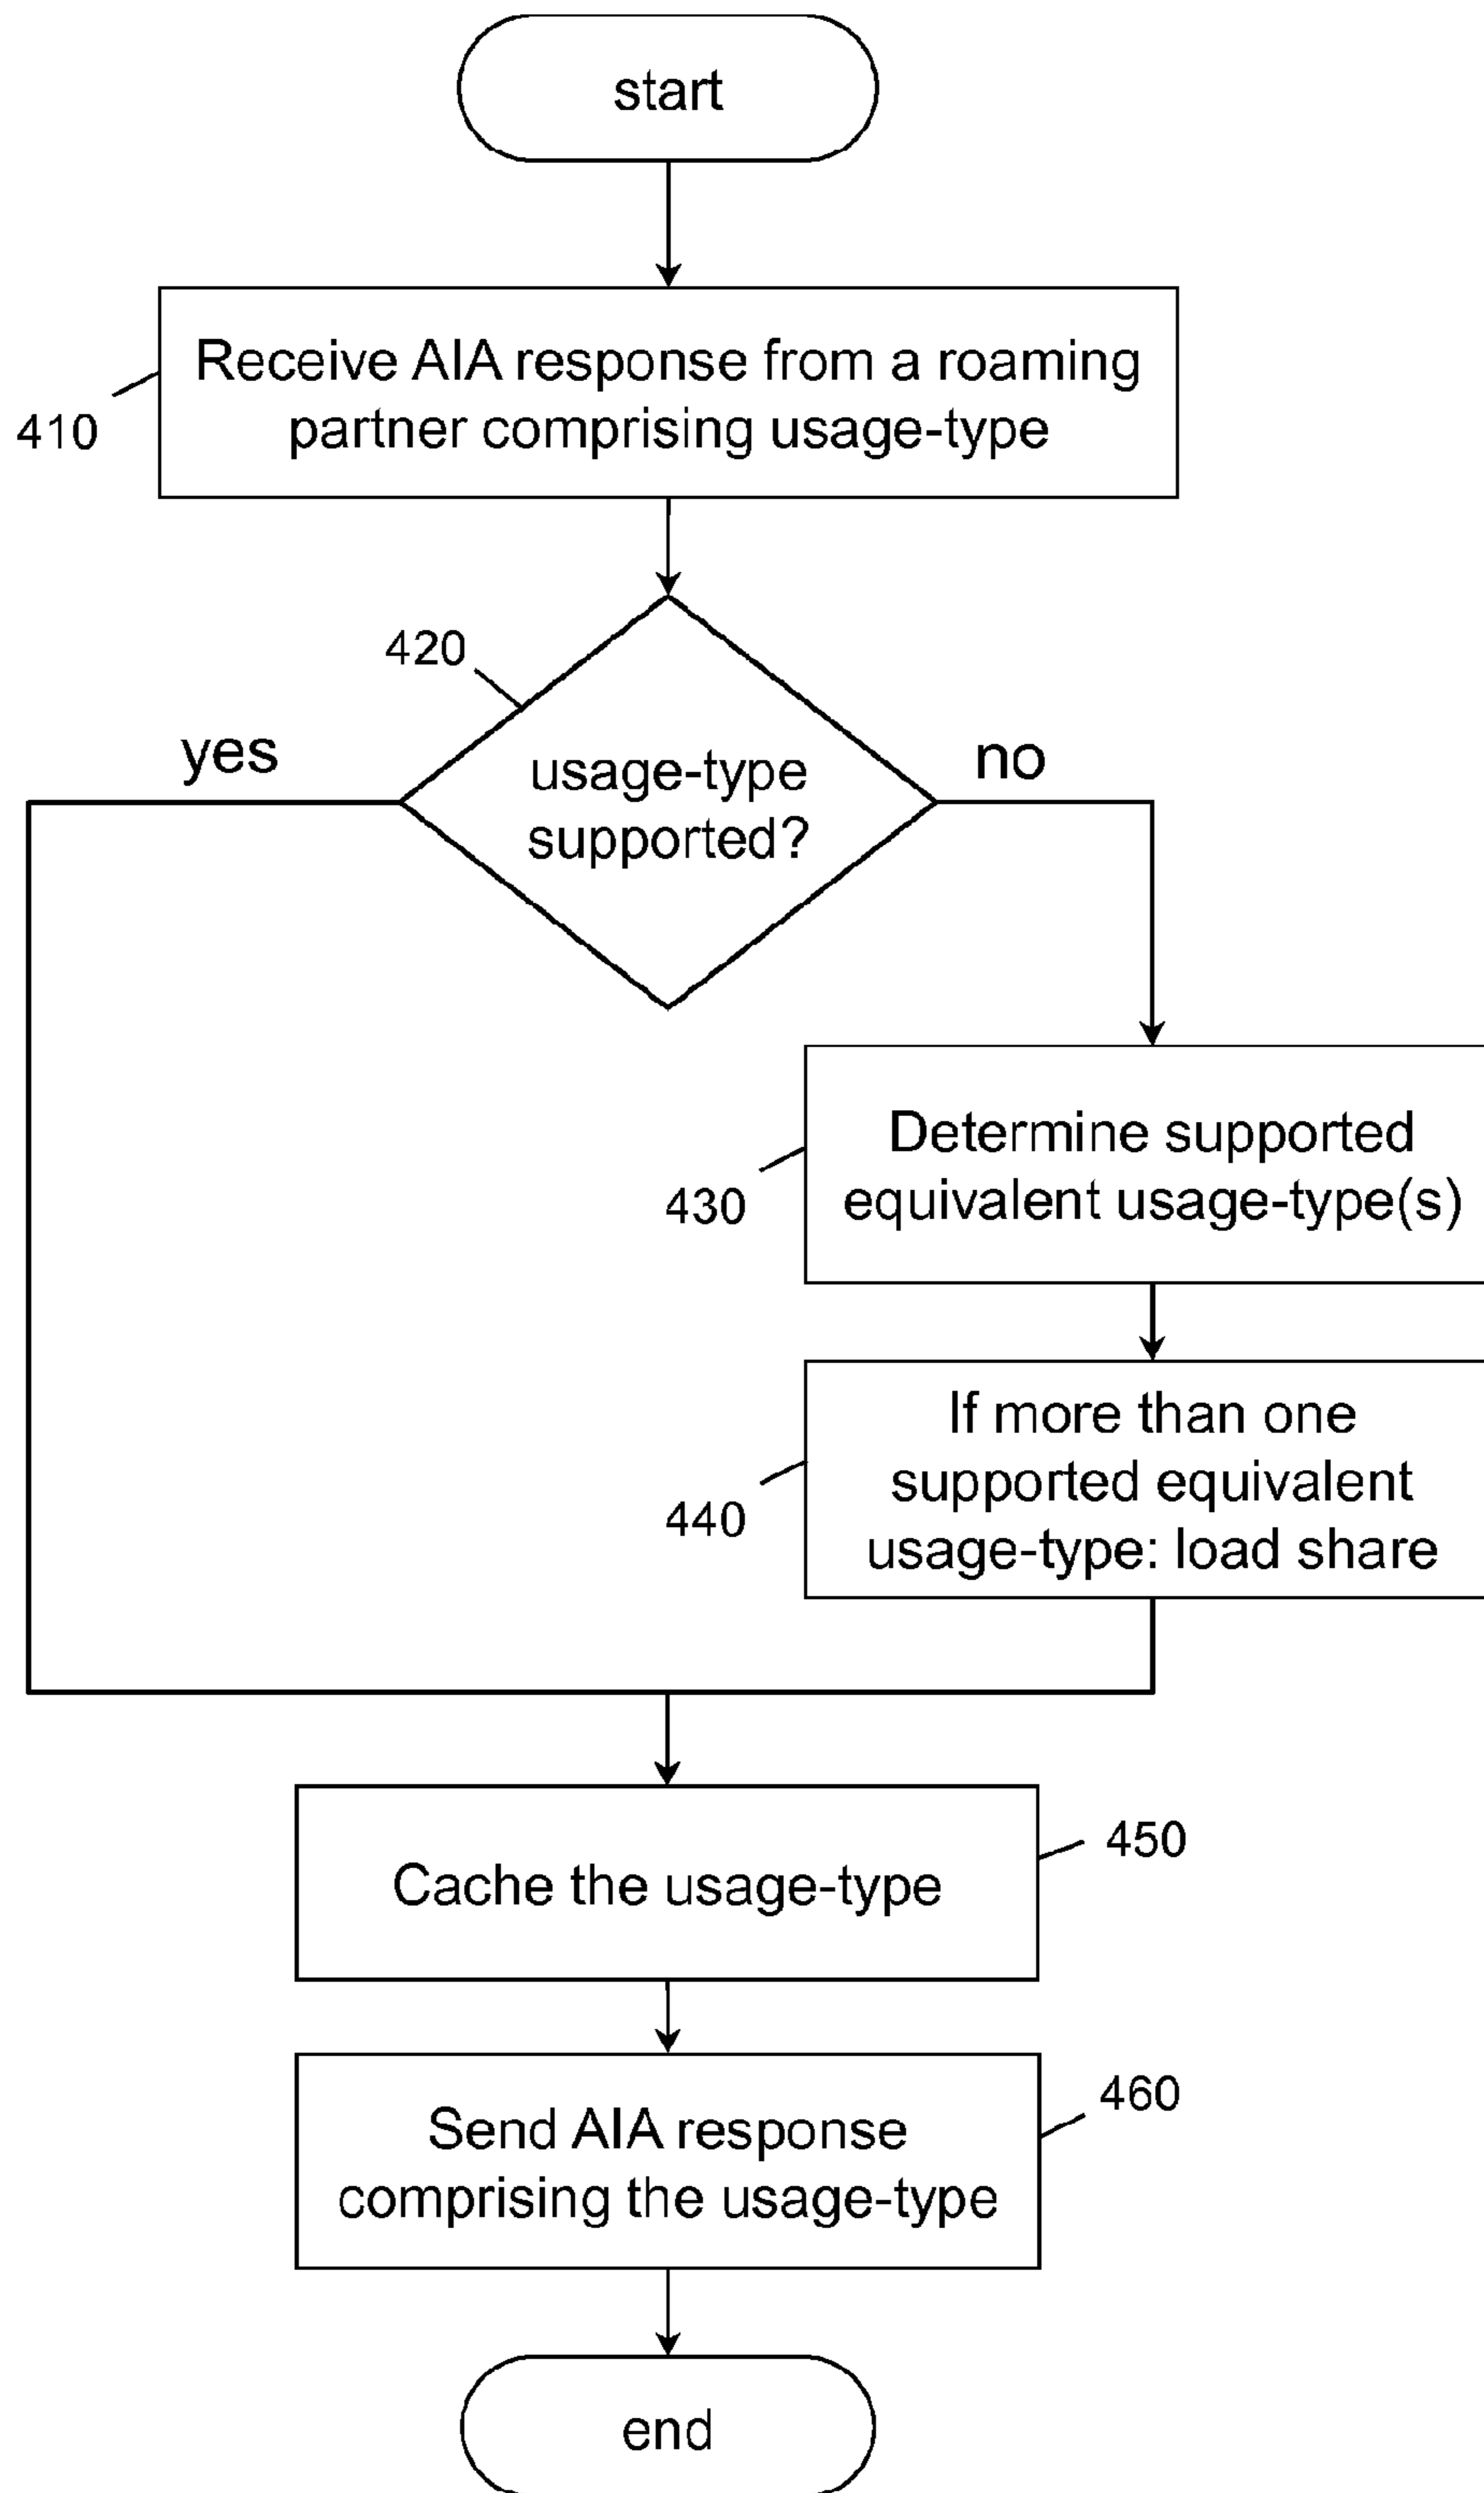 start
Receive AIA response from a roaming
partner comprising usage-type
410
420
yes
no
usage-type
supported?
Determine supported
equivalent usage-type(s)
430
If more than one
supported equivalent
usage-type: load share
440
Cache the usage-type
450
Send AIA response
comprising the usage-type
460
end